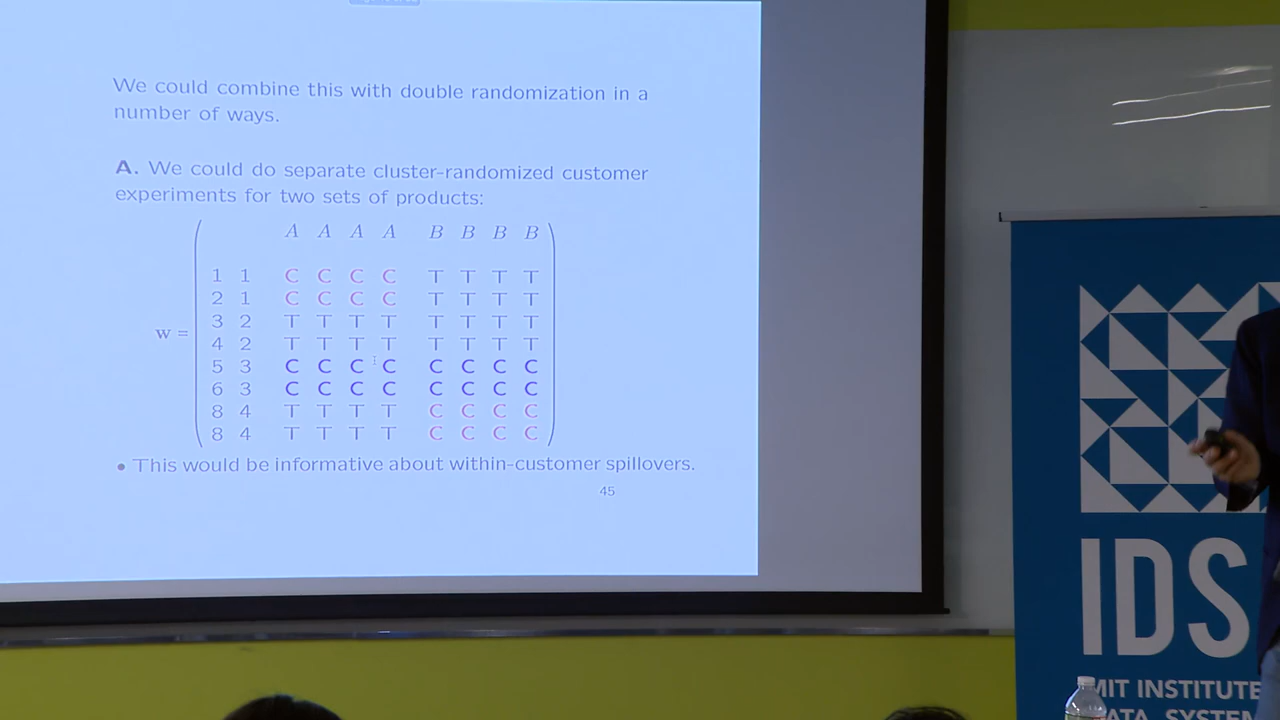 We could combine this with double randomization in a
number of ways.
A. We could do separate cluster-randomized customer
experiments for two sets of products:
A A A A B B B B
1 1 C C C C T T T T
2 1 C C C C T T T T
3 2 T T T T T T T T
4 2 T T T T T T T T
w =
5 3 C C C C C C C C
6 3 C C C C C C C C
8 4 T T T T C C C C
8 4 T T T T C C C C
• This would be informative about within-customer spillovers.
45
IDS
MIT INSTITUTE